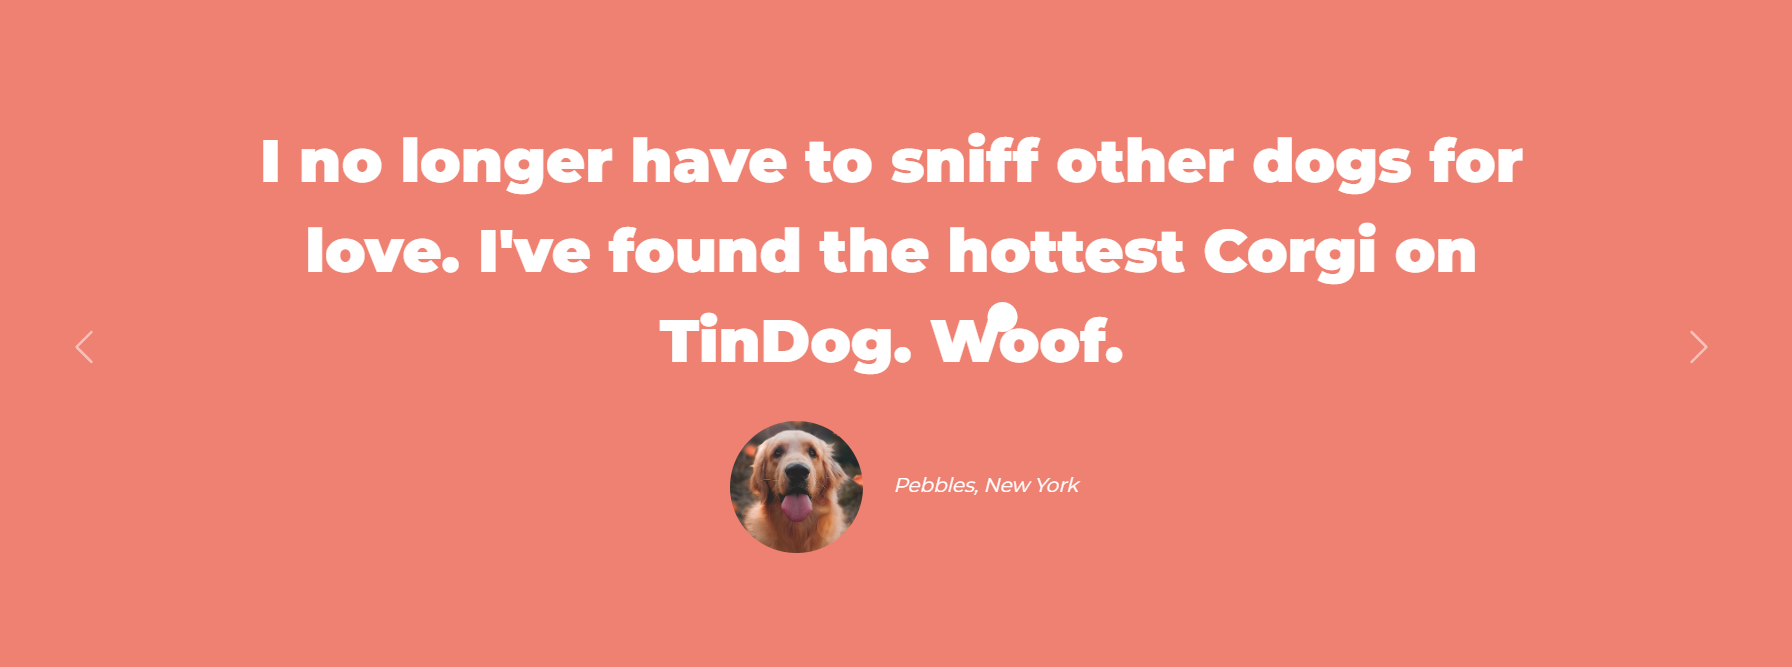 I no longer have to sniff other dogs for
love. I've found the hottest Corgi on
TinDog. Woof.
Pebbles, New York